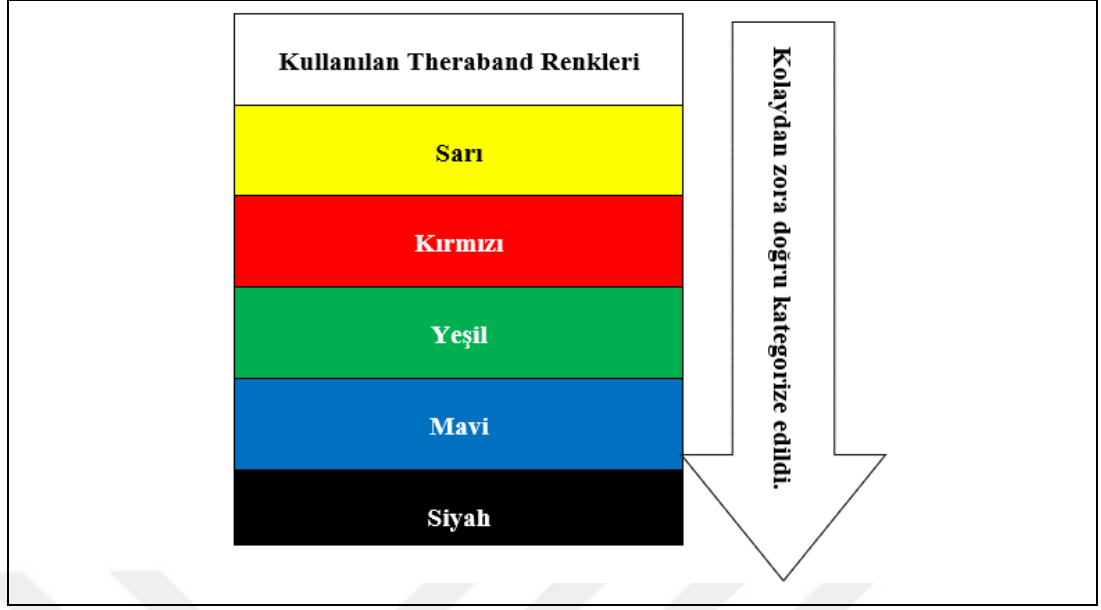 Kullanılan Theraband Renkleri
Sarı
Kırmızı
Yeşil
Mavi
Siyah
Kolaydan zora doğru kategorize edildi.